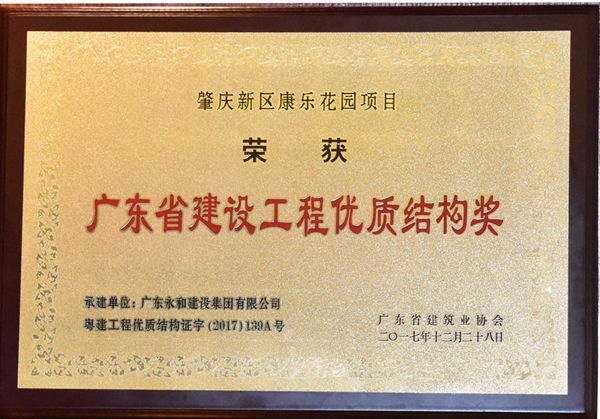 肇庆新区康乐花园项目
荣 获
广东省建设工程优质结构奖
承建单位：广东永和建设集团有限公司
粤建工程优质结构证字(2017)139A号
广东省建筑业协会
二〇一七年十二月二十八日